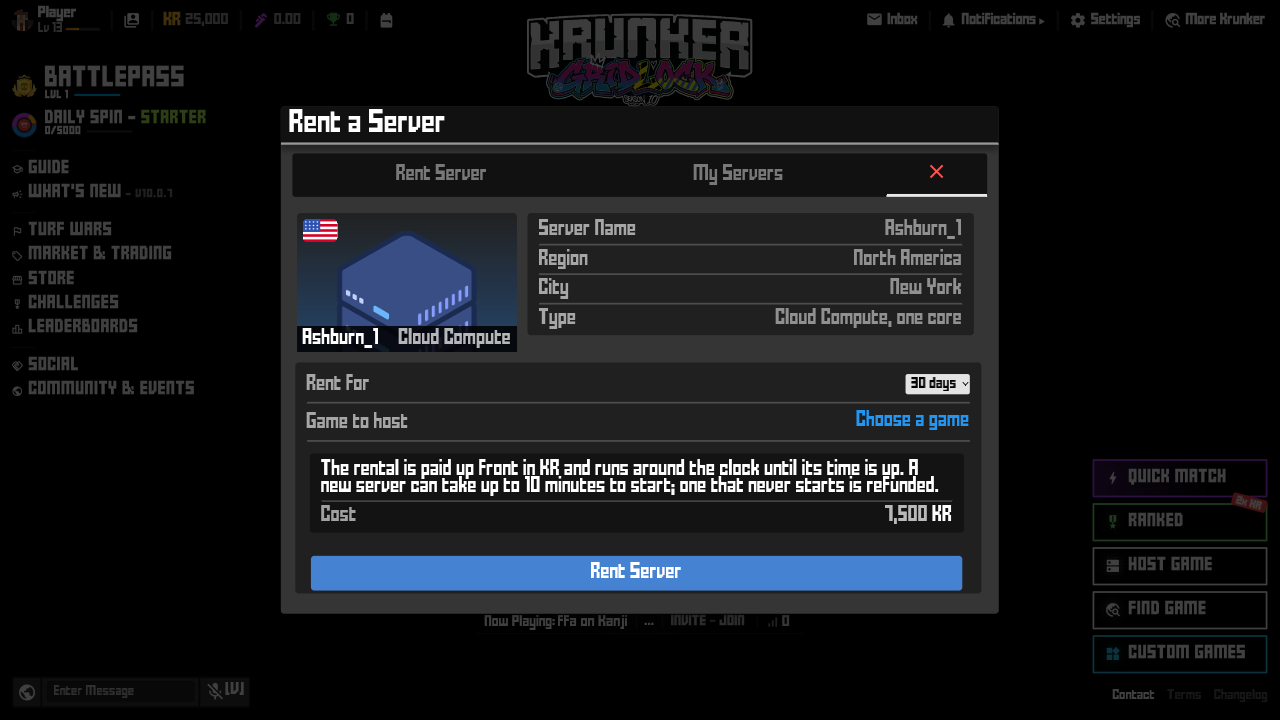 Player
Lv 13
KR 25,000
0.00
0
Inbox
Notifications ▸
Settings
More Krunker
KRUNKER
GRIDLOCK
BATTLEPASS
LVL 1
DAILY SPIN - STARTER
0/5000
GUIDE
WHAT'S NEW - V10.0.7
TURF WARS
MARKET & TRADING
STORE
CHALLENGES
LEADERBOARDS
SOCIAL
COMMUNITY & EVENTS
Rent a Server
Rent Server
My Servers
Ashburn_1
Cloud Compute
Server Name
Ashburn_1
Region
North America
City
New York
Type
Cloud Compute, one core
Rent For
30 days
Game to host
Choose a game
The rental is paid up front in KR and runs around the clock until its time is up. A
new server can take up to 10 minutes to start; one that never starts is refunded.
Cost
7,500 KR
Rent Server
Now Playing: FFA on Kanji
...
INVITE - JOIN
0
QUICK MATCH
2x KR
RANKED
HOST GAME
FIND GAME
CUSTOM GAMES
Enter Message
[V]
Contact
Terms
Changelog